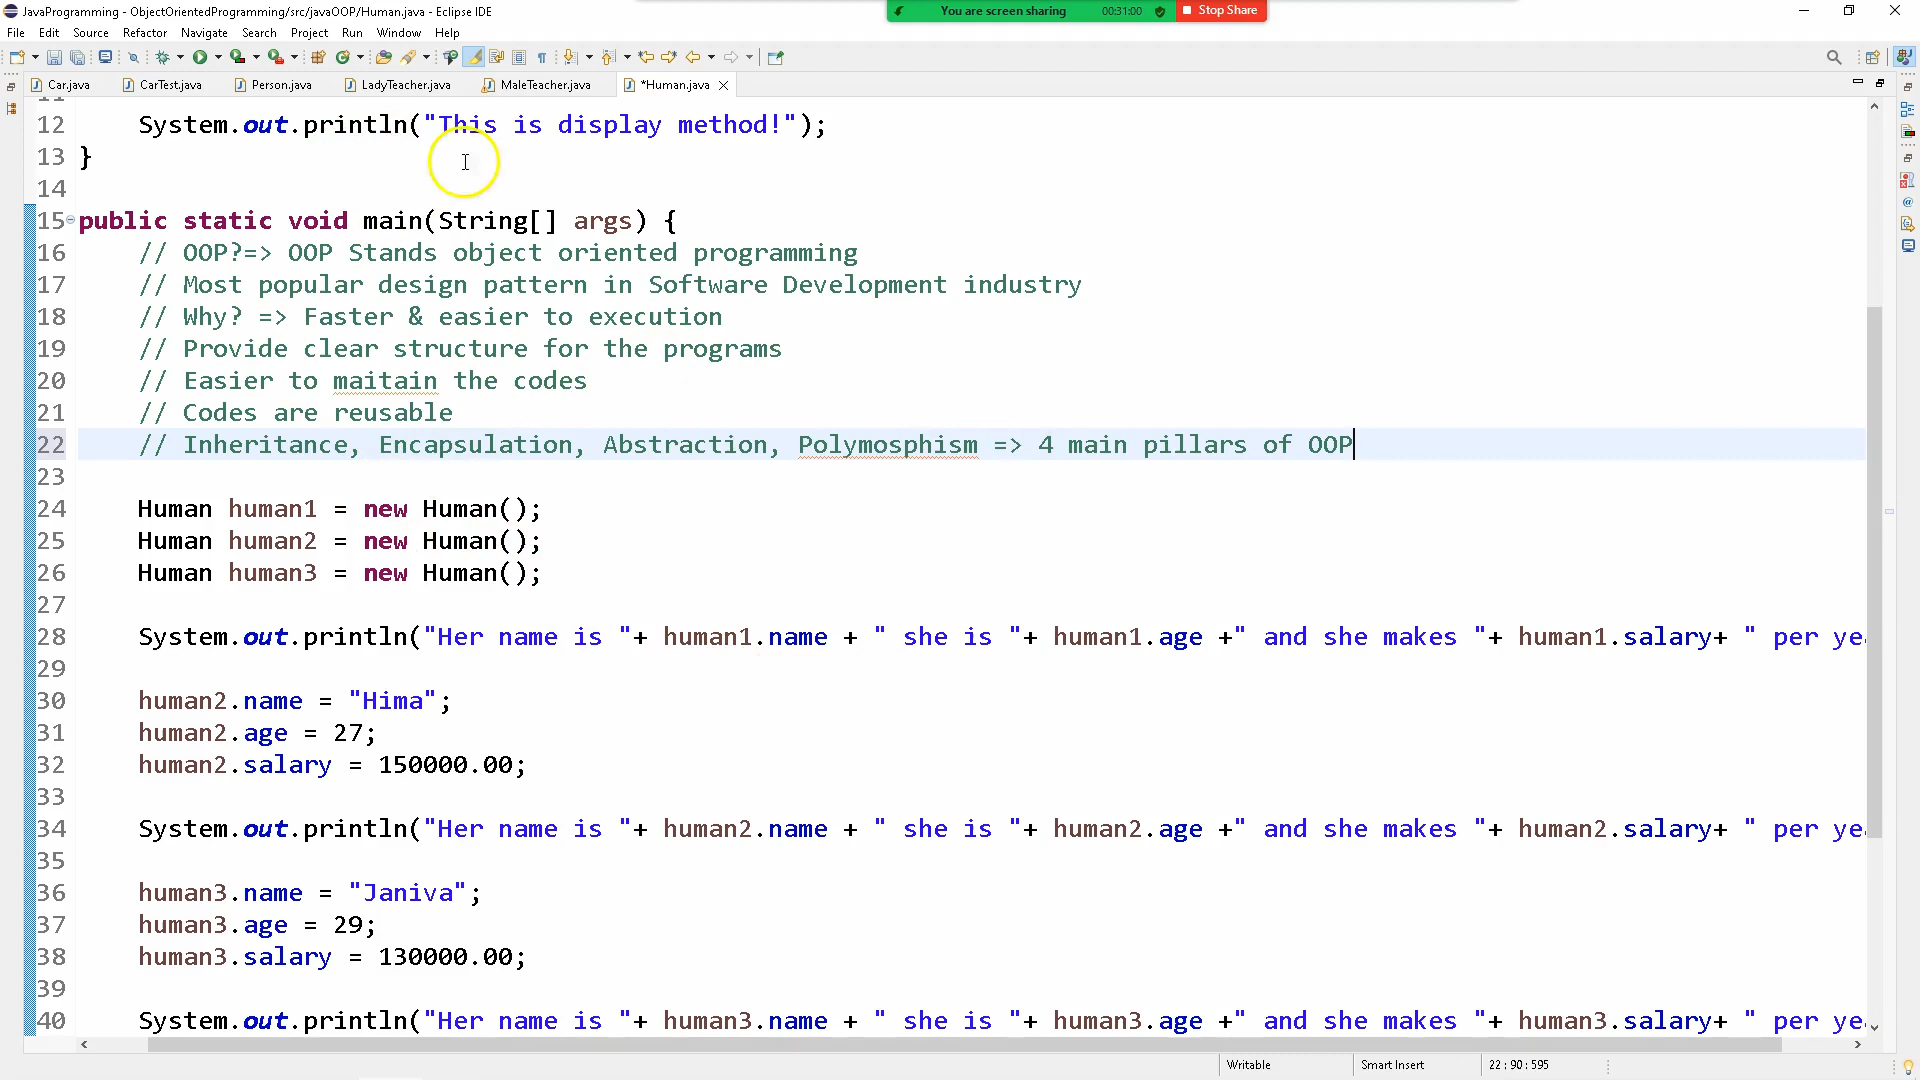 JavaProgramming - ObjectOrientedProgramming/src/javaOOP/Human.java - Eclipse IDE
You are screen sharing 00:31:00 Stop Share
File Edit Source Refactor Navigate Search Project Run Window Help
Car.java CarTest.java Person.java LadyTeacher.java MaleTeacher.java *Human.java
12 System.out.println("This is display method!");
13 }
14
15 public static void main(String[] args) {
16 // OOP?=> OOP Stands object oriented programming
17 // Most popular design pattern in Software Development industry
18 // Why? => Faster & easier to execution
19 // Provide clear structure for the programs
20 // Easier to maitain the codes
21 // Codes are reusable
22 // Inheritance, Encapsulation, Abstraction, Polymosphism => 4 main pillars of OOP
23
24 Human human1 = new Human();
25 Human human2 = new Human();
26 Human human3 = new Human();
27
28 System.out.println("Her name is "+ human1.name + " she is "+ human1.age +" and she makes "+ human1.salary+ " per ye
29
30 human2.name = "Hima";
31 human2.age = 27;
32 human2.salary = 150000.00;
33
34 System.out.println("Her name is "+ human2.name + " she is "+ human2.age +" and she makes "+ human2.salary+ " per ye
35
36 human3.name = "Janiva";
37 human3.age = 29;
38 human3.salary = 130000.00;
39
40 System.out.println("Her name is "+ human3.name + " she is "+ human3.age +" and she makes "+ human3.salary+ " per ye
Writable Smart Insert 22 : 90 : 595